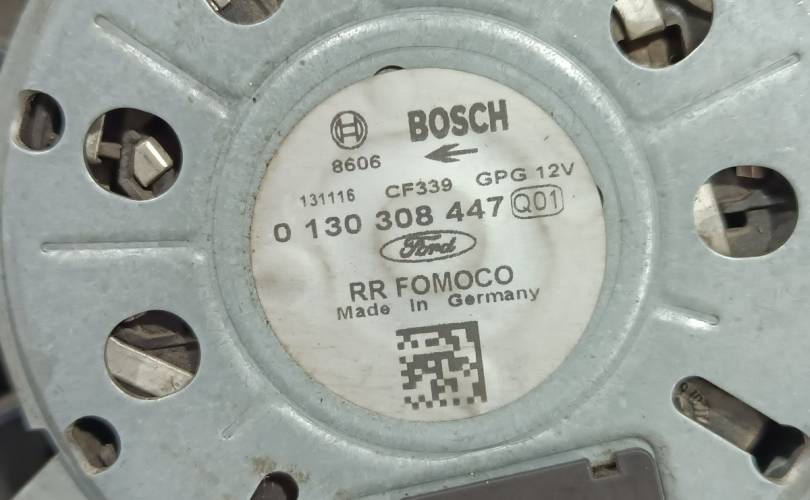 BOSCH
8606
131116 CF339 GPG 12V
0 130 308 447 Q01
Ford
RR FOMOCO
Made In Germany